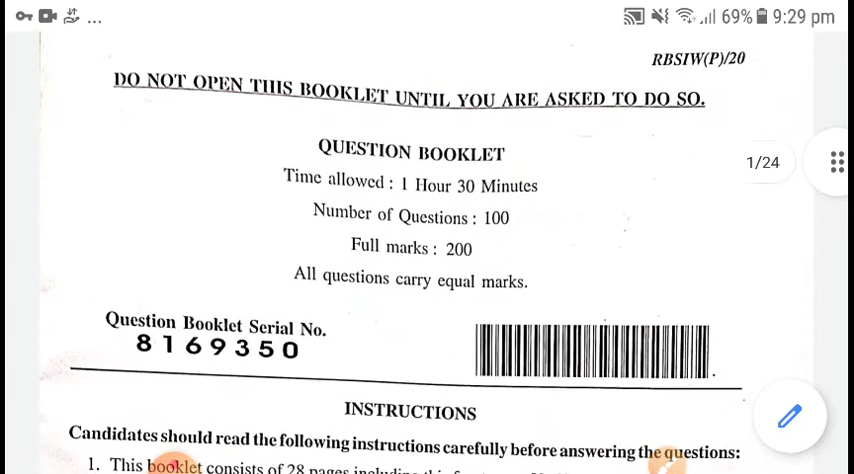 69% 9:29 pm
RBSIW(P)/20
DO NOT OPEN THIS BOOKLET UNTIL YOU ARE ASKED TO DO SO.
QUESTION BOOKLET
Time allowed : 1 Hour 30 Minutes
1/24
Number of Questions : 100
Full marks : 200
All questions carry equal marks.
Question Booklet Serial No.
8169350
INSTRUCTIONS
Candidates should read the following instructions carefully before answering the questions:
1. This booklet consists of 28 pages including this